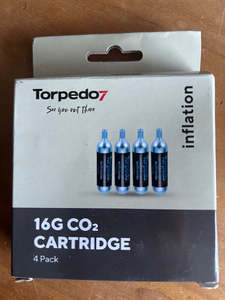 Torpedo7
See you out there
inflation
16G CO₂
CARTRIDGE
4 Pack